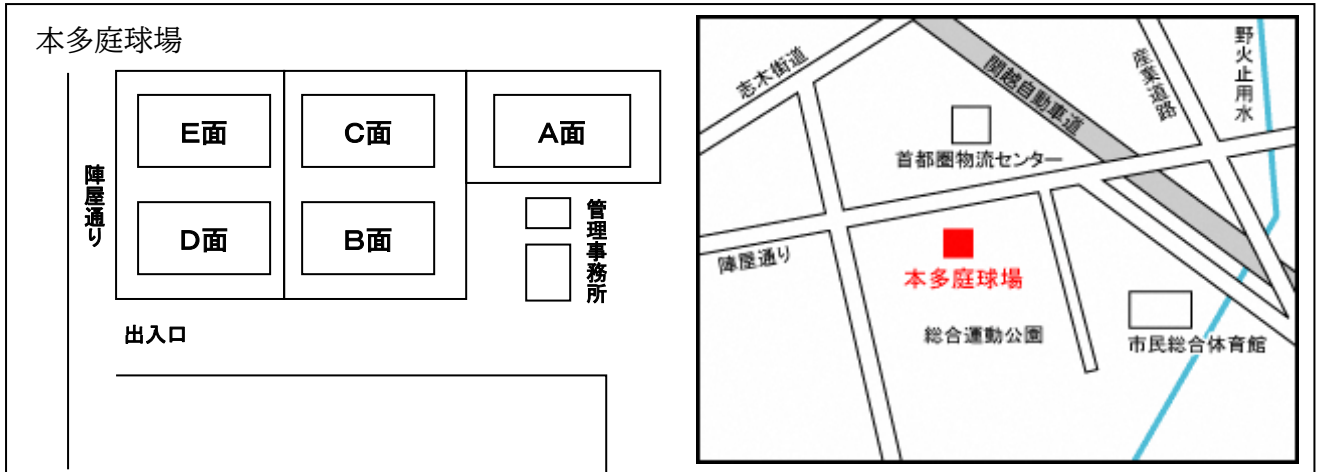 本多庭球場
E面
C面
A面
陣屋通り
D面
B面
管理事務所
出入口
志木街道
関越自動車道
産業道路
野火止用水
首都圏物流センター
陣屋通り
本多庭球場
総合運動公園
市民総合体育館